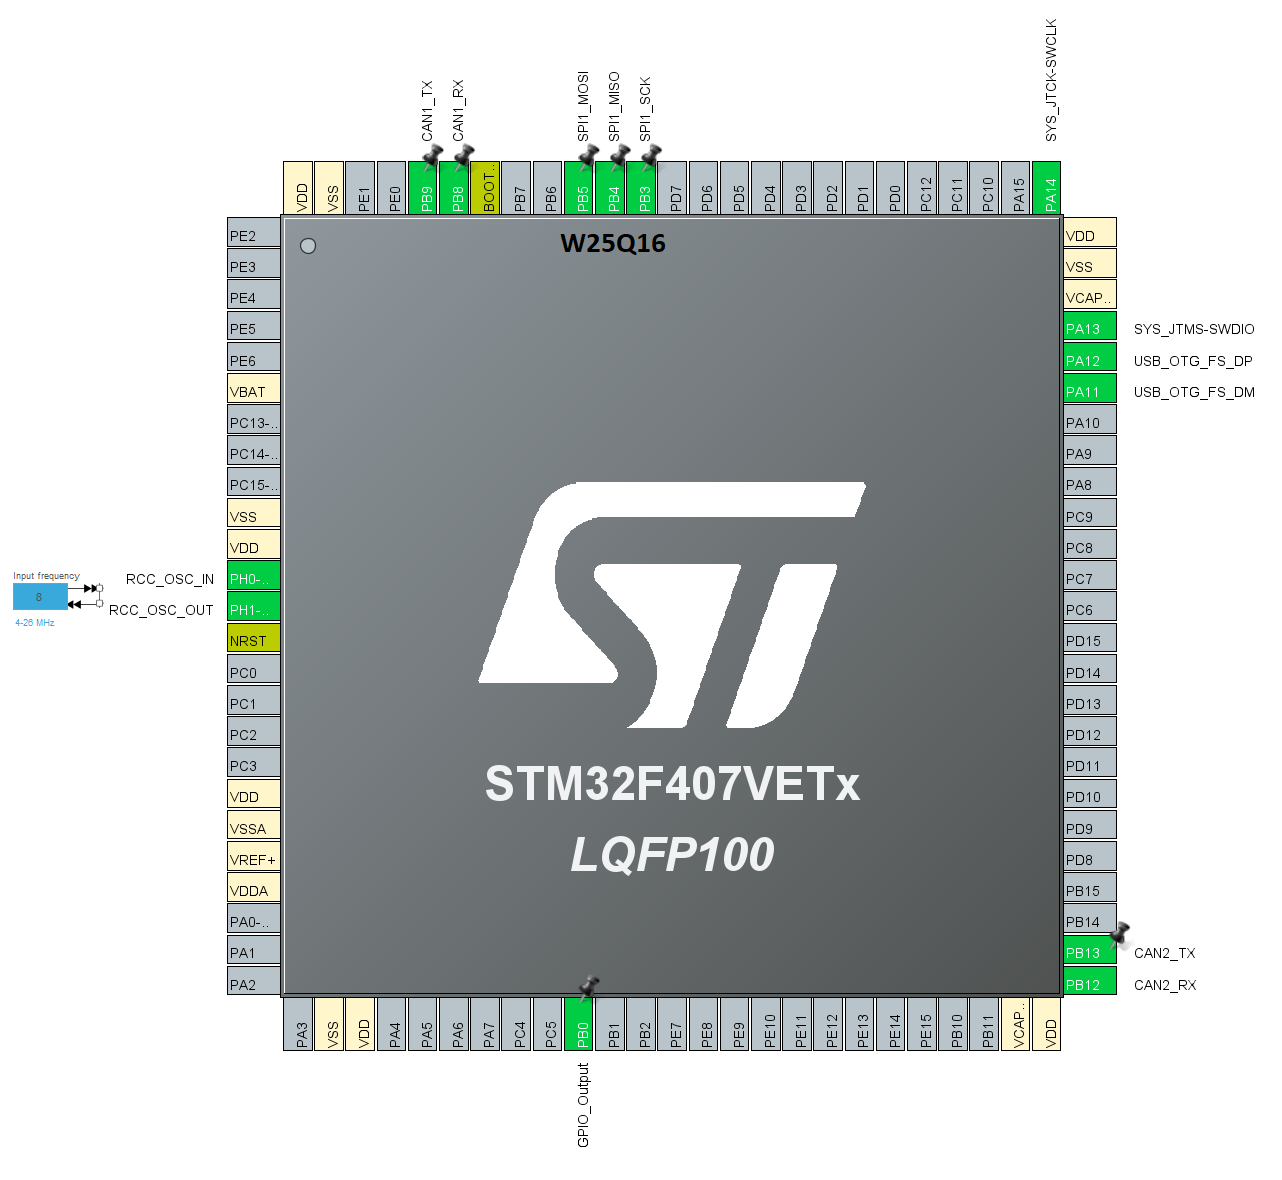 SYS_JTCK-SWCLK
CAN1_TX
CAN1_RX
SPI1_MOSI
SPI1_MISO
SPI1_SCK
VDD
VSS
PE1
PE0
PB9
PB8
BOOT..
PB7
PB6
PB5
PB4
PB3
PD7
PD6
PD5
PD4
PD3
PD2
PD1
PD0
PC12
PC11
PC10
PA15
PA14
W25Q16
PE2
PE3
PE4
PE5
PE6
VBAT
PC13-..
PC14-..
PC15-..
VSS
VDD
Input frequency
8
4-26 MHz
RCC_OSC_IN
PH0-..
RCC_OSC_OUT
PH1-..
NRST
PC0
PC1
PC2
PC3
VDD
VSSA
VREF+
VDDA
PA0-..
PA1
PA2
ST
STM32F407VETx
LQFP100
VDD
VSS
VCAP..
PA13 SYS_JTMS-SWDIO
PA12 USB_OTG_FS_DP
PA11 USB_OTG_FS_DM
PA10
PA9
PA8
PC9
PC8
PC7
PC6
PD15
PD14
PD13
PD12
PD11
PD10
PD9
PD8
PB15
PB14
PB13 CAN2_TX
PB12 CAN2_RX
PA3
VSS
VDD
PA4
PA5
PA6
PA7
PC4
PC5
PB0
PB1
PB2
PE7
PE8
PE9
PE10
PE11
PE12
PE13
PE14
PE15
PB10
PB11
VCAP..
VDD
GPIO_Output